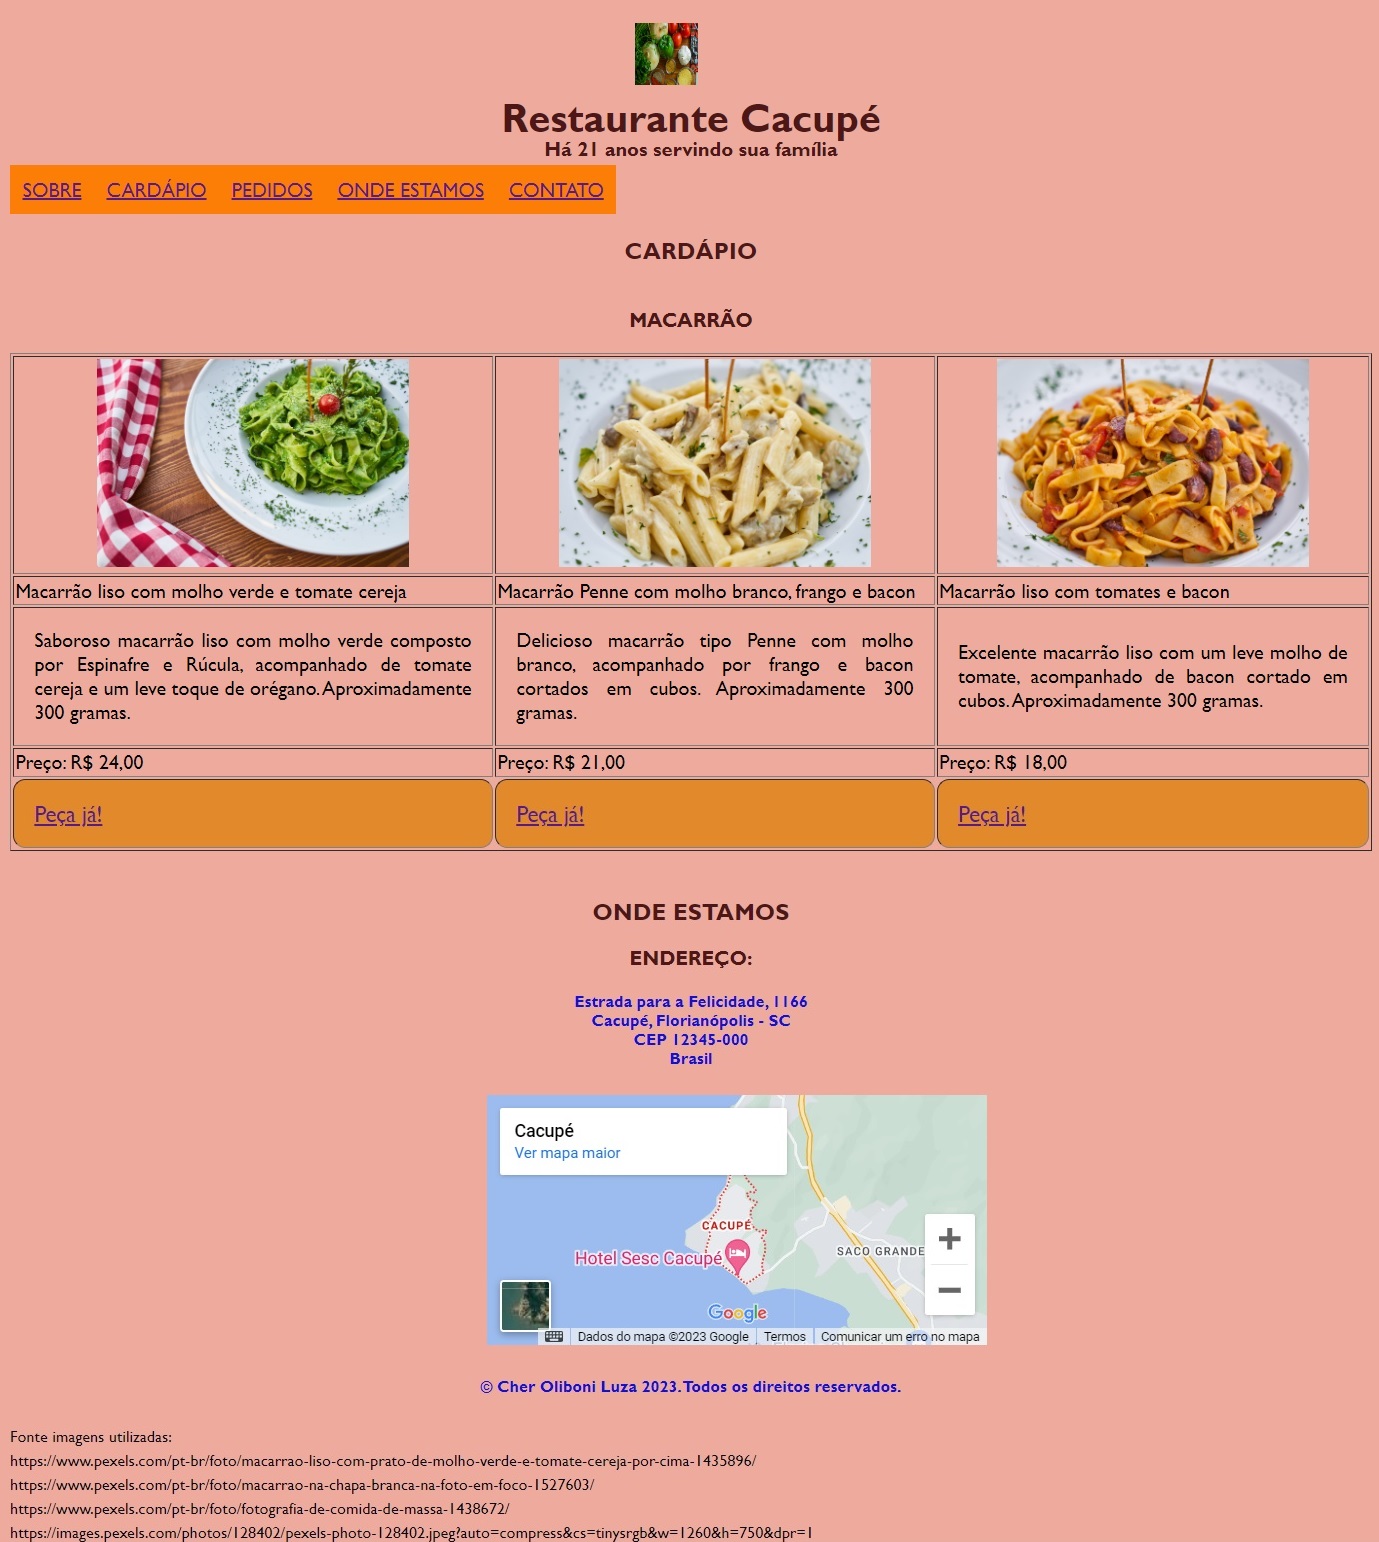 Restaurante Cacupé
Há 21 anos servindo sua família
SOBRE CARDÁPIO PEDIDOS ONDE ESTAMOS CONTATO
CARDÁPIO
MACARRÃO
Macarrão liso com molho verde e tomate cereja
Macarrão Penne com molho branco, frango e bacon
Macarrão liso com tomates e bacon
Saboroso macarrão liso com molho verde composto
por Espinafre e Rúcula, acompanhado de tomate
cereja e um leve toque de orégano. Aproximadamente
300 gramas.
Delicioso macarrão tipo Penne com molho
branco, acompanhado por frango e bacon
cortados em cubos. Aproximadamente 300
gramas.
Excelente macarrão liso com um leve molho de
tomate, acompanhado de bacon cortado em
cubos. Aproximadamente 300 gramas.
Preço: R$ 24,00
Preço: R$ 21,00
Preço: R$ 18,00
Peça já!
Peça já!
Peça já!
ONDE ESTAMOS
ENDEREÇO:
Estrada para a Felicidade, 1166
Cacupé, Florianópolis - SC
CEP 12345-000
Brasil
Cacupé
Ver mapa maior
CACUPÉ
SACO GRANDE
Hotel Sesc Cacupé
Google
Dados do mapa ©2023 Google Termos Comunicar um erro no mapa
© Cher Oliboni Luza 2023. Todos os direitos reservados.
Fonte imagens utilizadas:
https://www.pexels.com/pt-br/foto/macarrao-liso-com-prato-de-molho-verde-e-tomate-cereja-por-cima-1435896/
https://www.pexels.com/pt-br/foto/macarrao-na-chapa-branca-na-foto-em-foco-1527603/
https://www.pexels.com/pt-br/foto/fotografia-de-comida-de-massa-1438672/
https://images.pexels.com/photos/128402/pexels-photo-128402.jpeg?auto=compress&cs=tinysrgb&w=1260&h=750&dpr=1